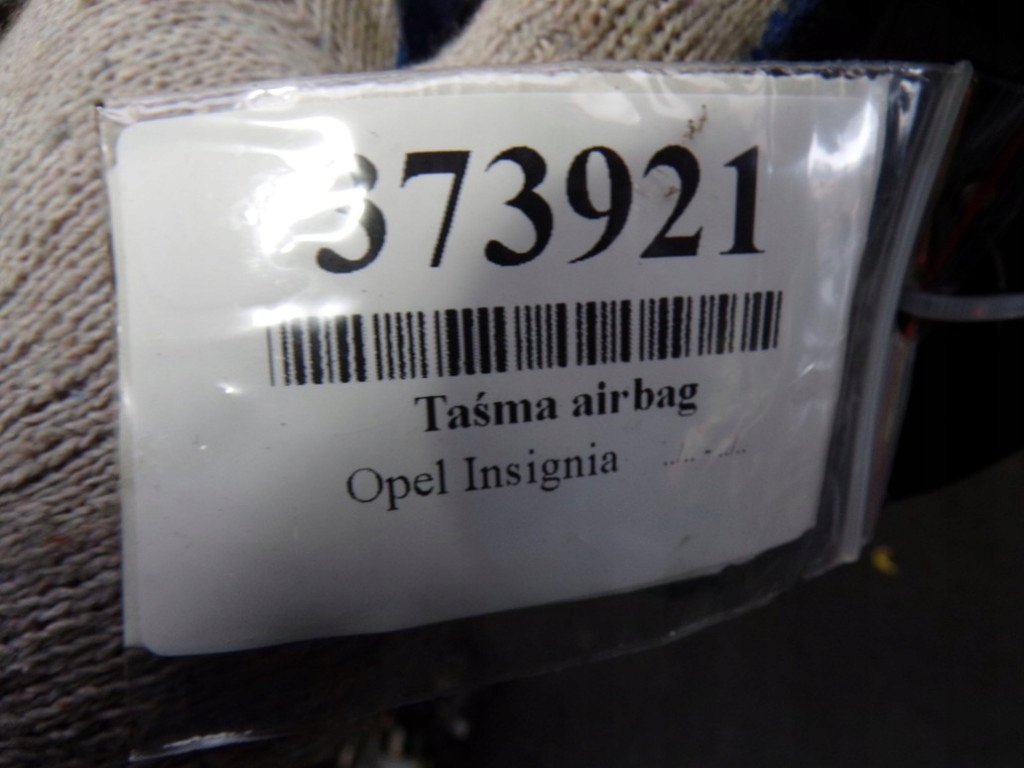 373921
Taśma airbag
Opel Insignia ../.. - ../..